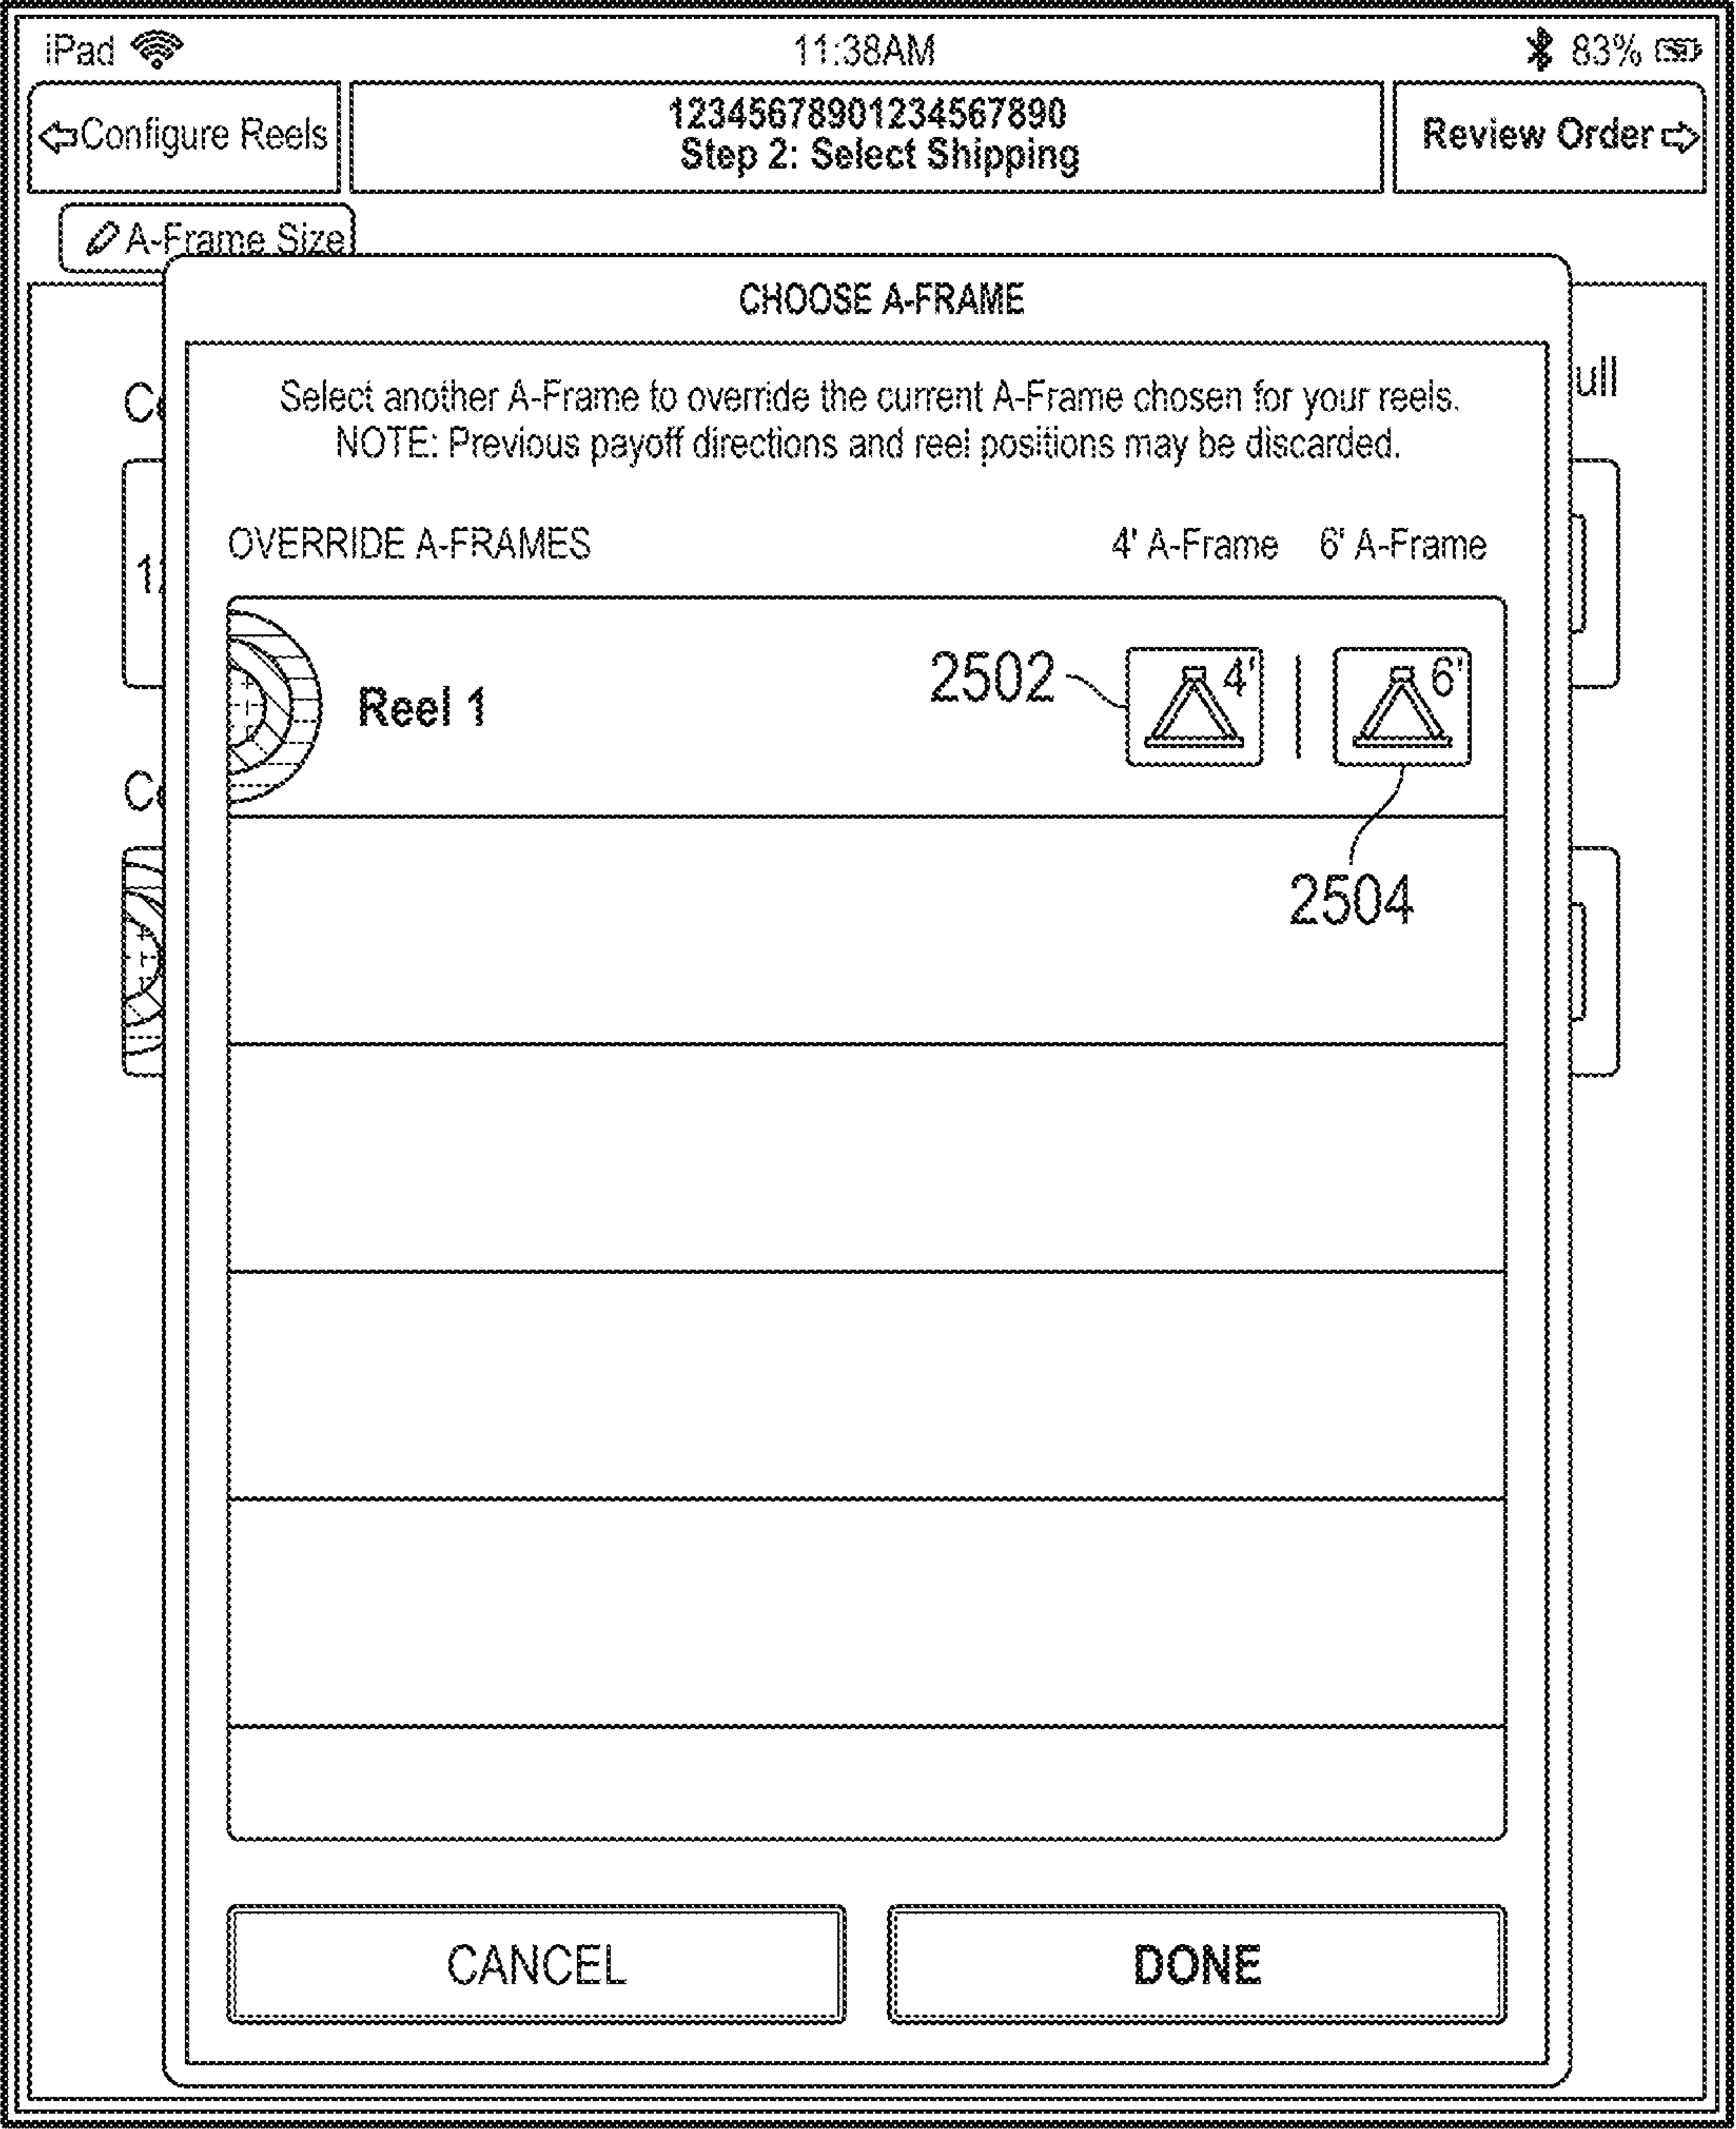 iPad 11:38AM 83%
Configure Reels
12345678901234567890
Step 2: Select Shipping
Review Order
A-Frame Size
CHOOSE A-FRAME
Select another A-Frame to override the current A-Frame chosen for your reels.
NOTE: Previous payoff directions and reel positions may be discarded.
OVERRIDE A-FRAMES 4' A-Frame 6' A-Frame
Reel 1
2502
4'
6'
2504
CANCEL
DONE